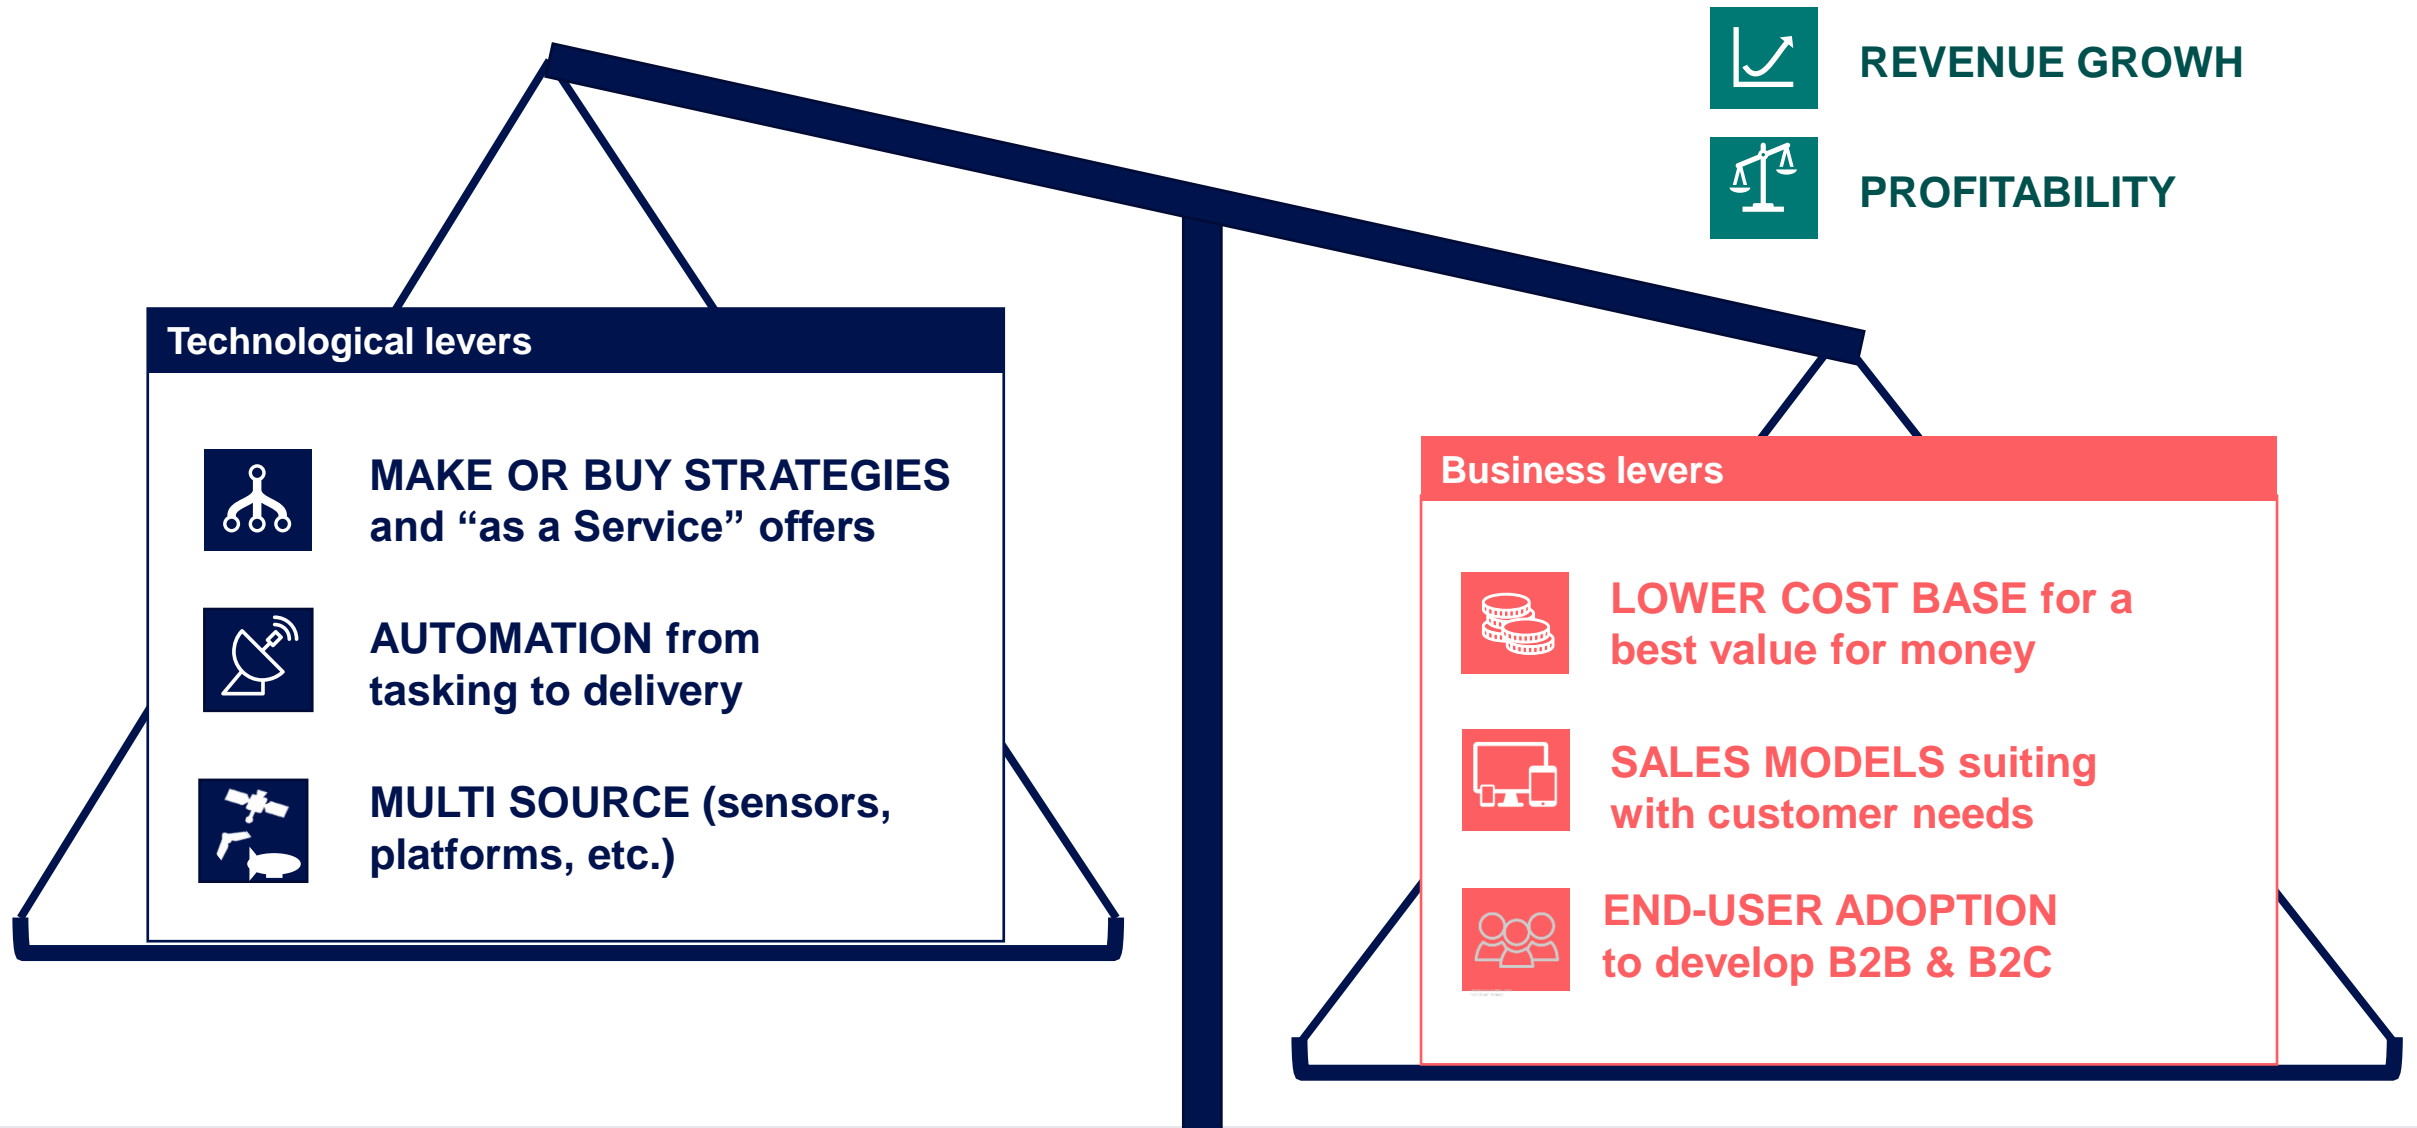 REVENUE GROWH
PROFITABILITY
Technological levers
MAKE OR BUY STRATEGIES
and “as a Service” offers
AUTOMATION from
tasking to delivery
MULTI SOURCE (sensors,
platforms, etc.)
Business levers
LOWER COST BASE for a
best value for money
SALES MODELS suiting
with customer needs
END-USER ADOPTION
to develop B2B & B2C